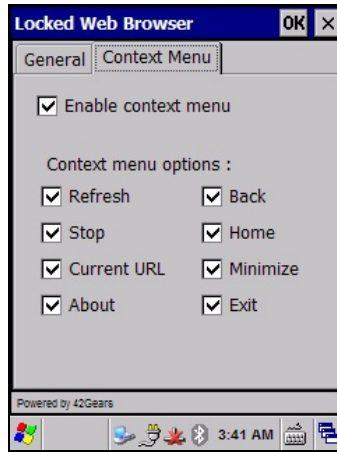 Locked Web Browser OK ×
General Context Menu
Enable context menu
Context menu options :
Refresh Back
Stop Home
Current URL Minimize
About Exit
Powered by 42Gears
3:41 AM